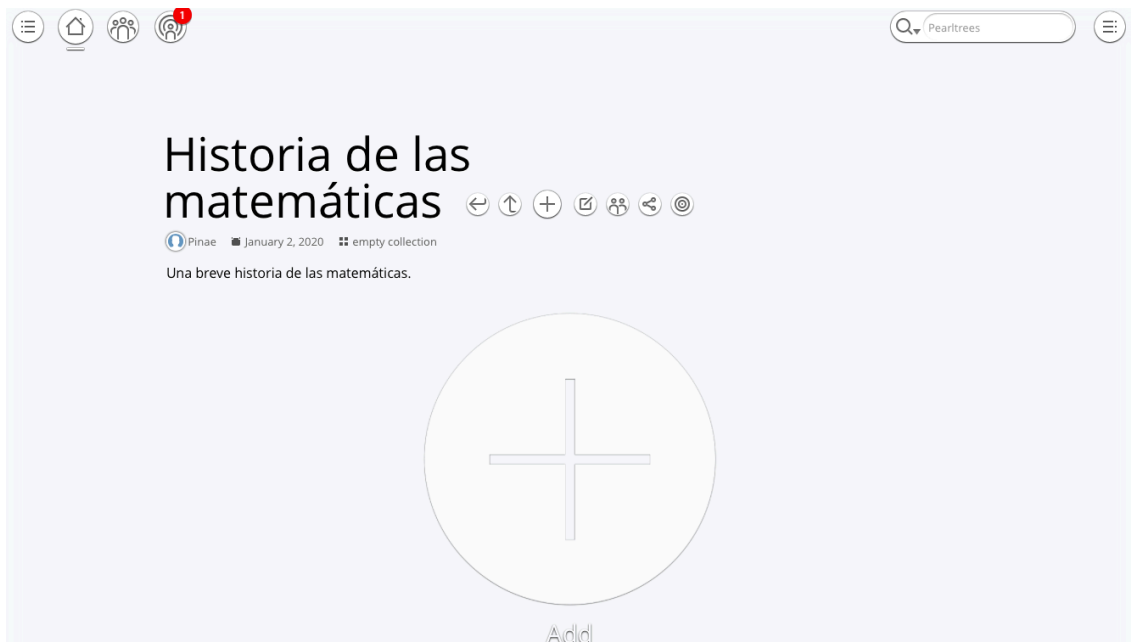 1
Pearltrees
Historia de las
matemáticas
Pinae January 2, 2020 empty collection
Una breve historia de las matemáticas.
Add